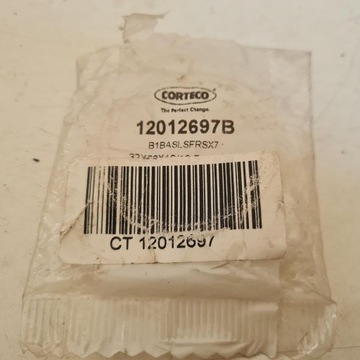 CORTECO
The Perfect Change.
12012697B
B1BASLSFRSX7
CT 12012697